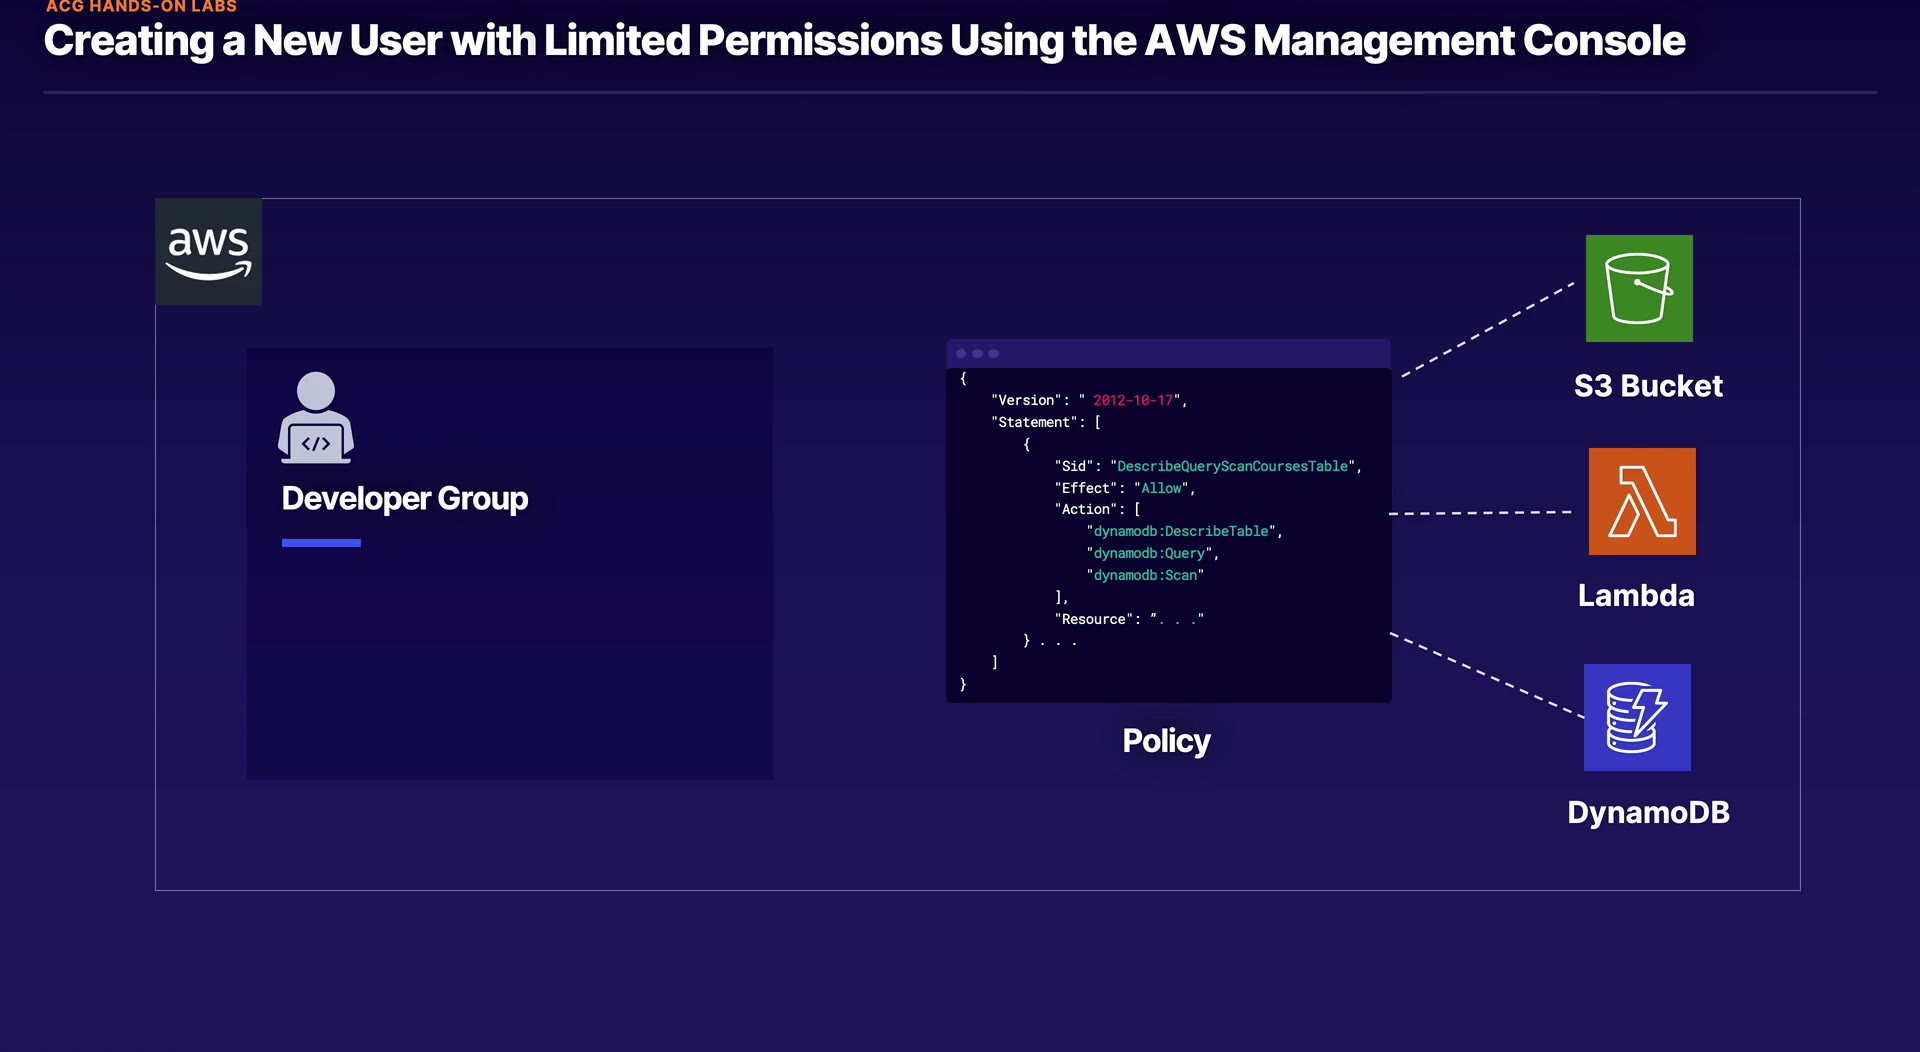 ACG HANDS-ON LABS
Creating a New User with Limited Permissions Using the AWS Management Console
aws
</>
Developer Group
{
"Version": " 2012-10-17",
"Statement": [
{
"Sid": "DescribeQueryScanCoursesTable",
"Effect": "Allow",
"Action": [
"dynamodb:DescribeTable",
"dynamodb:Query",
"dynamodb:Scan"
],
"Resource": ”. . ."
} . . .
]
}
Policy
S3 Bucket
Lambda
DynamoDB